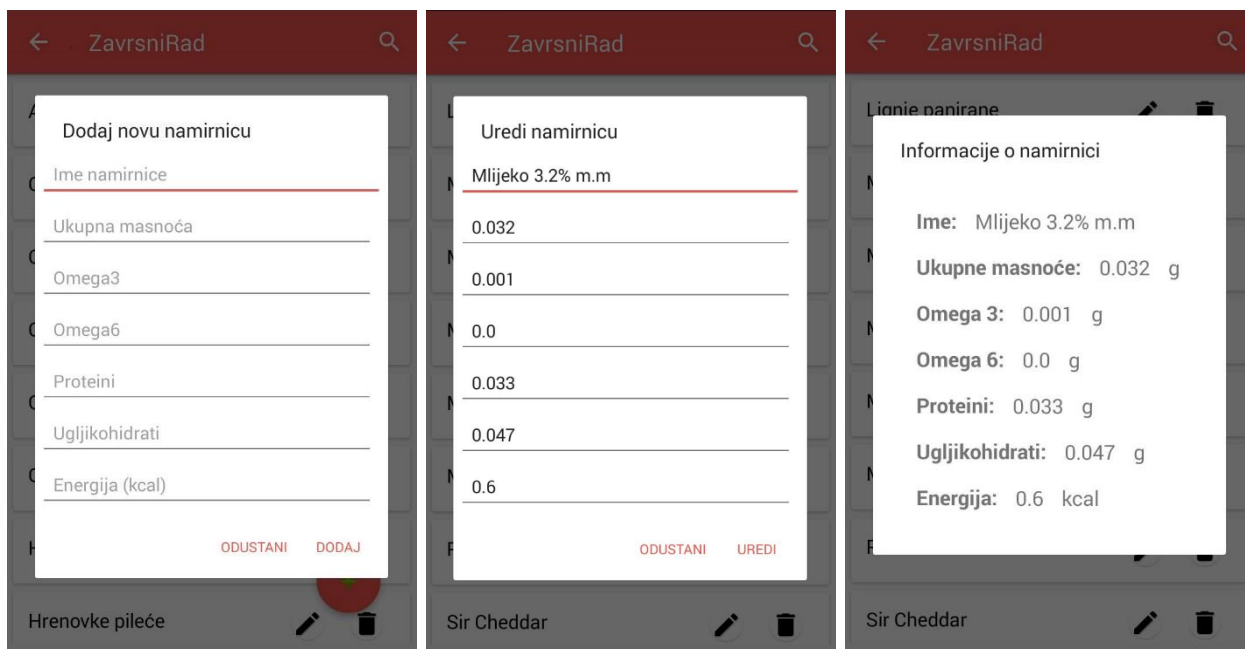 ZavrsniRad
Dodaj novu namirnicu
Ime namirnice
Ukupna masnoća
Omega3
Omega6
Proteini
Ugljikohidrati
Energija (kcal)
ODUSTANI DODAJ
Hrenovke pileće
ZavrsniRad
Uredi namirnicu
Mlijeko 3.2% m.m
0.032
0.001
0.0
0.033
0.047
0.6
ODUSTANI UREDI
Sir Cheddar
ZavrsniRad
Lignje panirane
Informacije o namirnici
Ime: Mlijeko 3.2% m.m
Ukupne masnoće: 0.032 g
Omega 3: 0.001 g
Omega 6: 0.0 g
Proteini: 0.033 g
Ugljikohidrati: 0.047 g
Energija: 0.6 kcal
Sir Cheddar